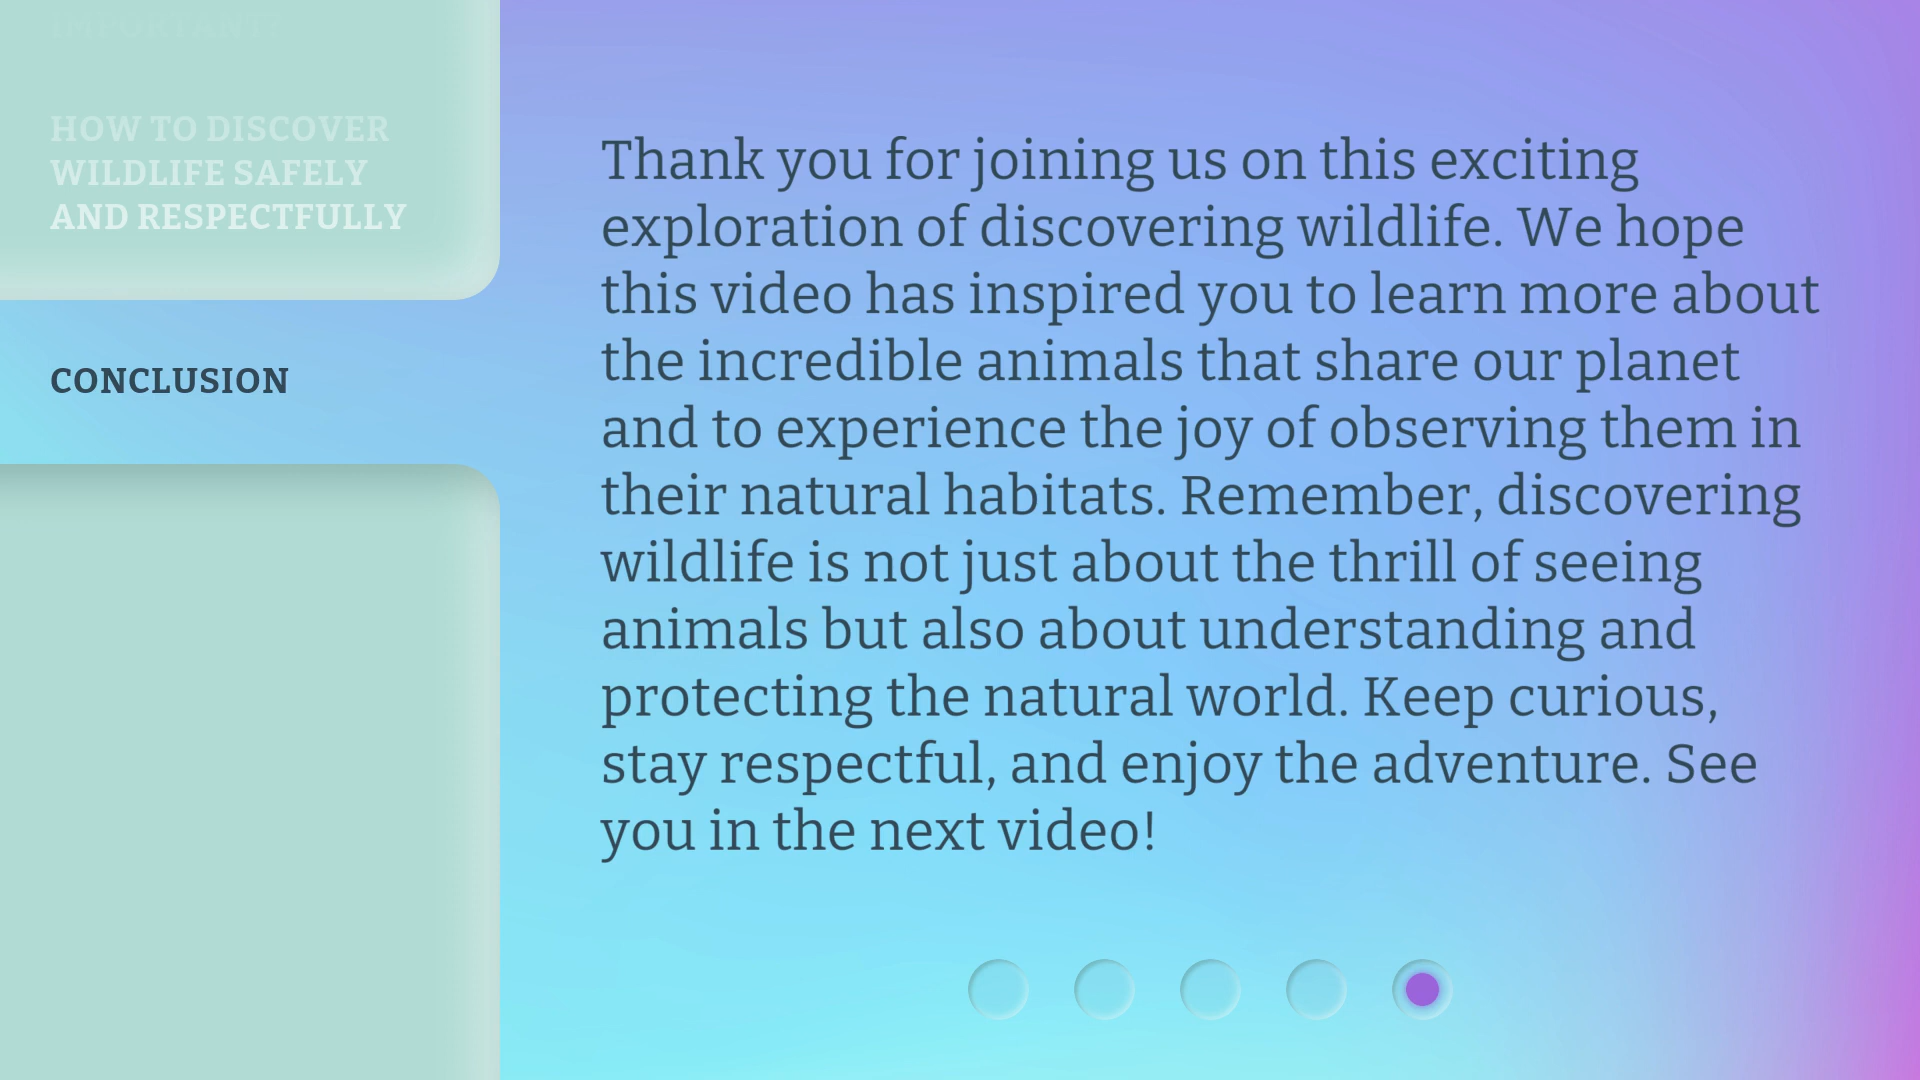 IMPORTANT!
HOW TO DISCOVER
WILDLIFE SAFELY
AND RESPECTFULLY
CONCLUSION
Thank you for joining us on this exciting
exploration of discovering wildlife. We hope
this video has inspired you to learn more about
the incredible animals that share our planet
and to experience the joy of observing them in
their natural habitats. Remember, discovering
wildlife is not just about the thrill of seeing
animals but also about understanding and
protecting the natural world. Keep curious,
stay respectful, and enjoy the adventure. See
you in the next video!